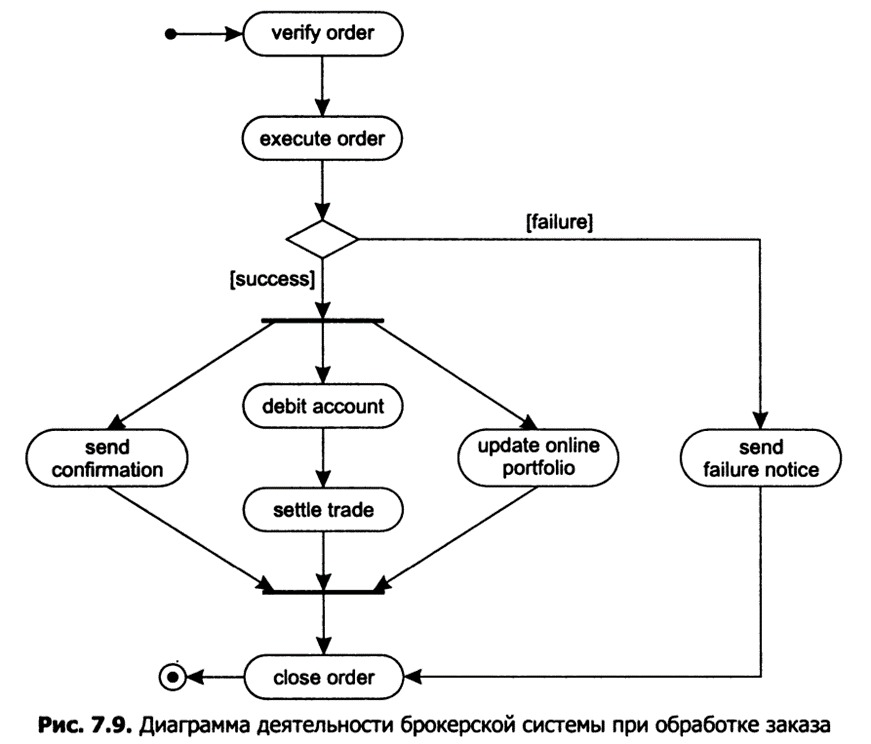 verify order
execute order
[failure]
[success]
debit account
send
confirmation
update online
portfolio
send
failure notice
settle trade
close order
Рис. 7.9. Диаграмма деятельности брокерской системы при обработке заказа